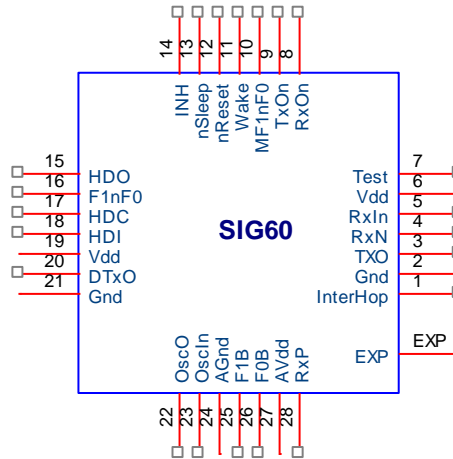 14
13
12
11
10
9
8
INH
nSleep
nReset
Wake
MF1nF0
TxOn
RxOn
15 HDO
16 F1nF0
17 HDC
18 HDI
19 Vdd
20 DTxO
21 Gnd
SIG60
Test 7
Vdd 6
RxIn 5
RxN 4
TXO 3
Gnd 2
InterHop 1
EXP EXP
OscO
OscIn
AGnd
F1B
F0B
AVdd
RxP
22
23
24
25
26
27
28